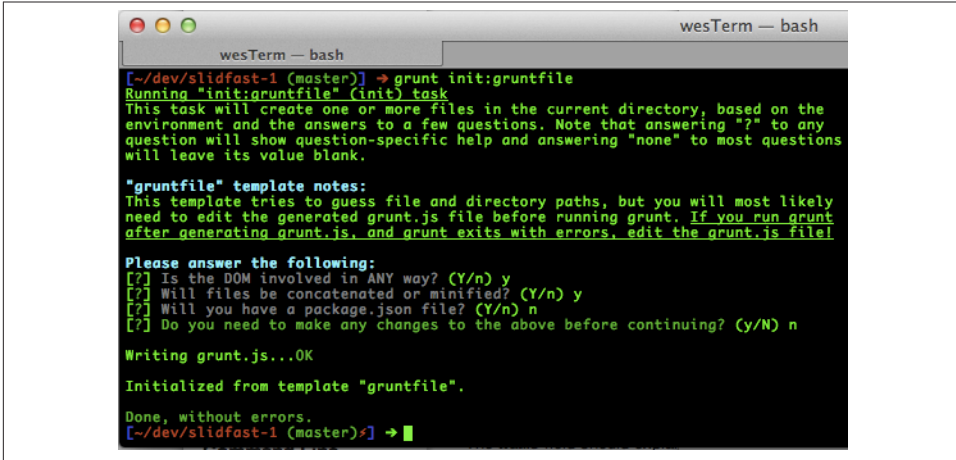 wesTerm — bash
wesTerm — bash
[~/dev/slidfast-1 (master)] → grunt init:gruntfile
Running "init:gruntfile" (init) task
This task will create one or more files in the current directory, based on the
environment and the answers to a few questions. Note that answering "?" to any
question will show question-specific help and answering "none" to most questions
will leave its value blank.
"gruntfile" template notes:
This template tries to guess file and directory paths, but you will most likely
need to edit the generated grunt.js file before running grunt. If you run grunt
after generating grunt.js, and grunt exits with errors, edit the grunt.js file!
Please answer the following:
[?] Is the DOM involved in ANY way? (Y/n) y
[?] Will files be concatenated or minified? (Y/n) y
[?] Will you have a package.json file? (Y/n) n
[?] Do you need to make any changes to the above before continuing? (y/N) n
Writing grunt.js...OK
Initialized from template "gruntfile".
Done, without errors.
[~/dev/slidfast-1 (master)⚡] →